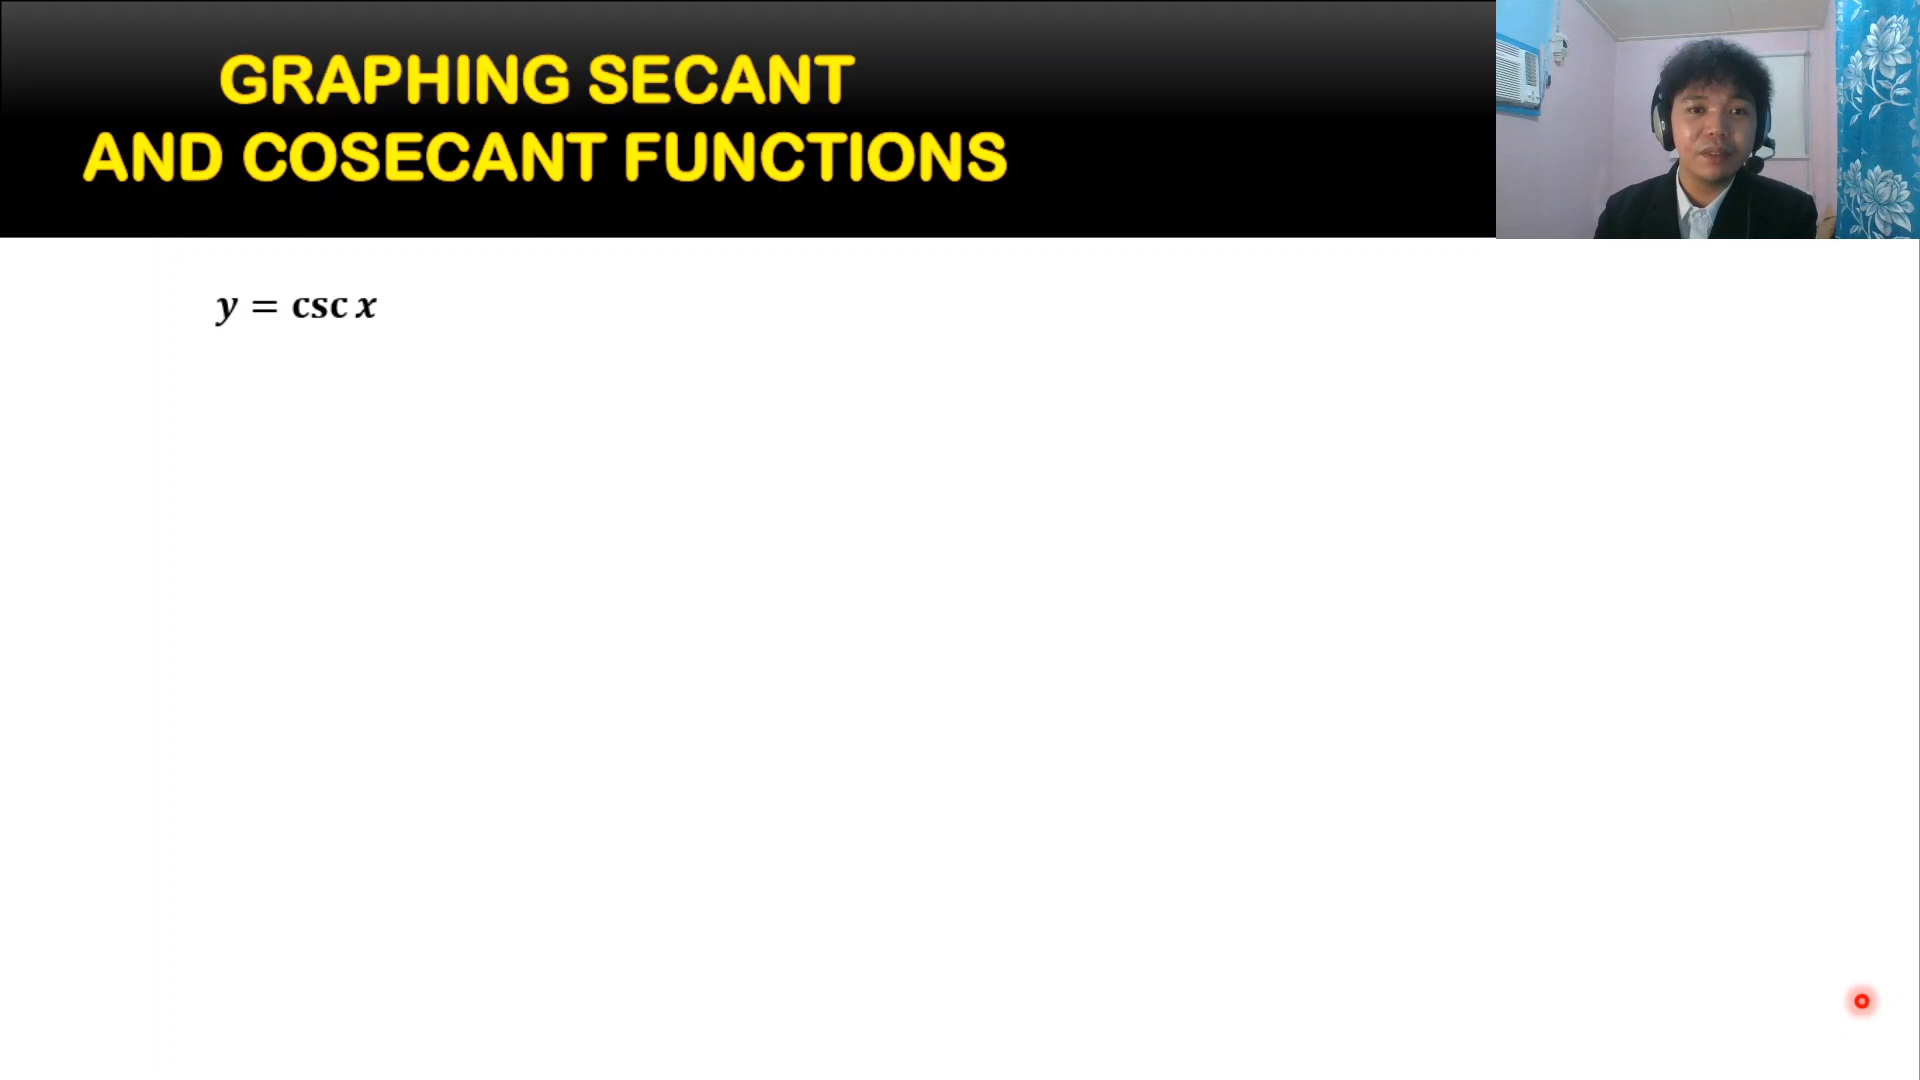 GRAPHING SECANT
AND COSECANT FUNCTIONS
y = csc x